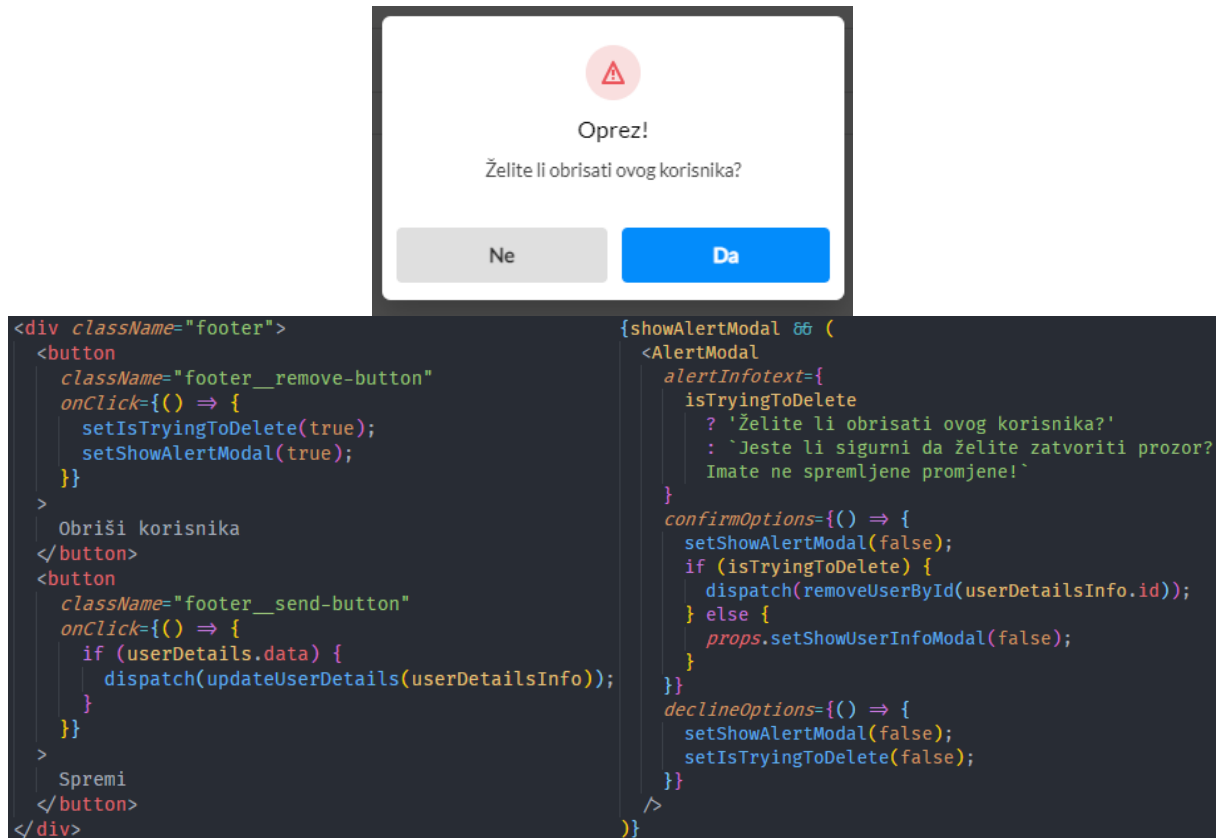 Oprez!
Želite li obrisati ovog korisnika?
Ne
Da
<div className="footer">
<button
className="footer__remove-button"
onClick={() => {
setIsTryingToDelete(true);
setShowAlertModal(true);
}}
>
Obriši korisnika
</button>
<button
className="footer__send-button"
onClick={() => {
if (userDetails.data) {
dispatch(updateUserDetails(userDetailsInfo));
}
}}
>
Spremi
</button>
</div>
{showAlertModal && (
<AlertModal
alertInfotext={
isTryingToDelete
? 'Želite li obrisati ovog korisnika?'
: `Jeste li sigurni da želite zatvoriti prozor?
Imate ne spremljene promjene!`
}
confirmOptions={() => {
setShowAlertModal(false);
if (isTryingToDelete) {
dispatch(removeUserById(userDetailsInfo.id));
} else {
props.setShowUserInfoModal(false);
}
}}
declineOptions={() => {
setShowAlertModal(false);
setIsTryingToDelete(false);
}}
/>
)}